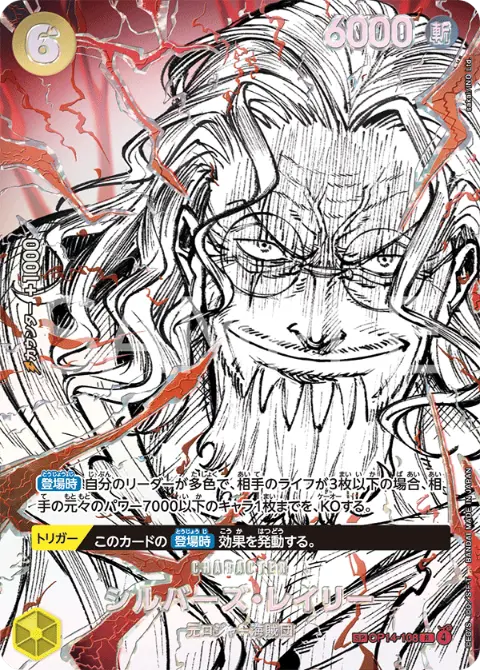 6
6000 斬
カウンター+1000
SAMPLE
登場時 自分のリーダーが多色で、相手のライフが3枚以下の場合、相
手の元々のパワー7000以下のキャラ1枚までを、KOする。
トリガー このカードの 登場時 効果を発動する。
CHARACTER
シルバーズ・レイリー
元ロジャー海賊団
SP OP14-108 R 4